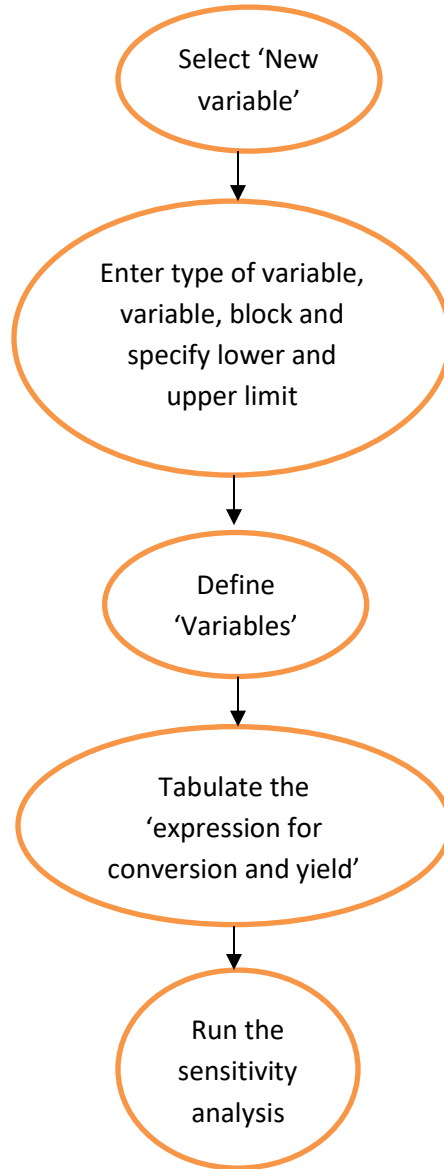 Select ‘New
variable’
Enter type of variable,
variable, block and
specify lower and
upper limit
Define
‘Variables’
Tabulate the
‘expression for
conversion and yield’
Run the
sensitivity
analysis